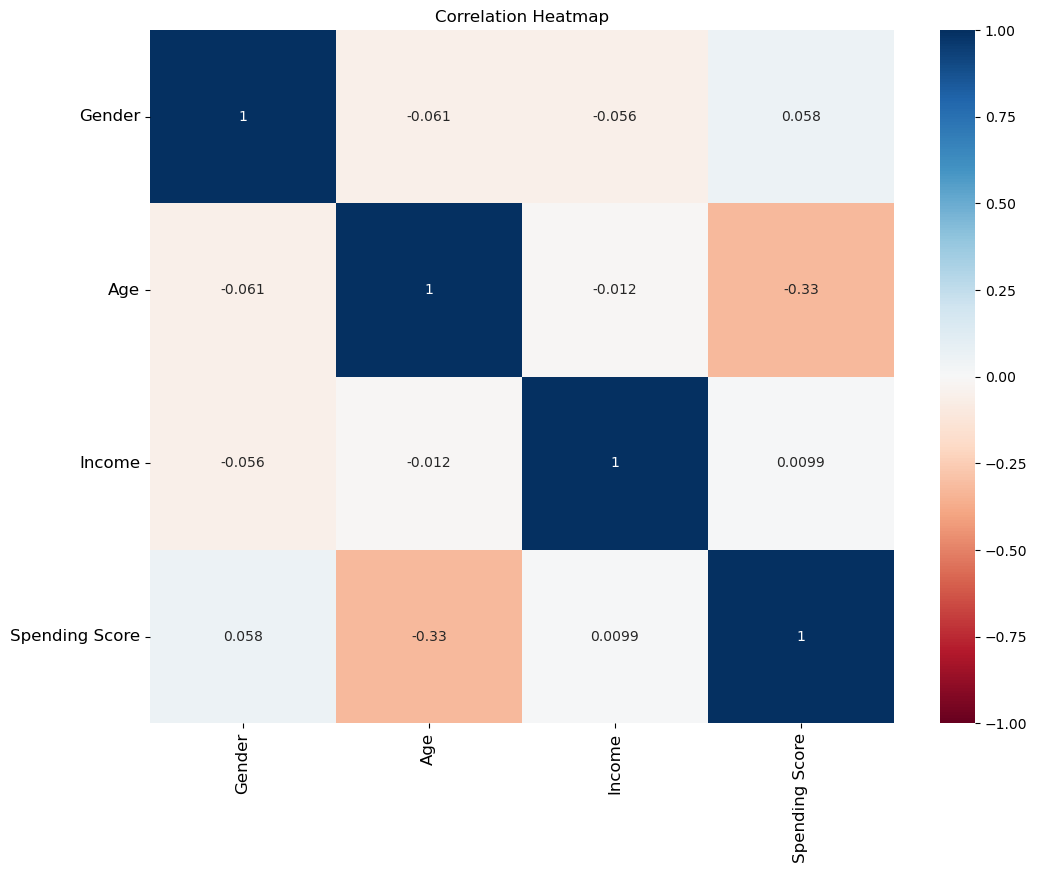 Correlation Heatmap
Gender 1 -0.061 -0.056 0.058
Age -0.061 1 -0.012 -0.33
Income -0.056 -0.012 1 0.0099
Spending Score 0.058 -0.33 0.0099 1
Gender Age Income Spending Score
1.00
0.75
0.50
0.25
0.00
−0.25
−0.50
−0.75
−1.00